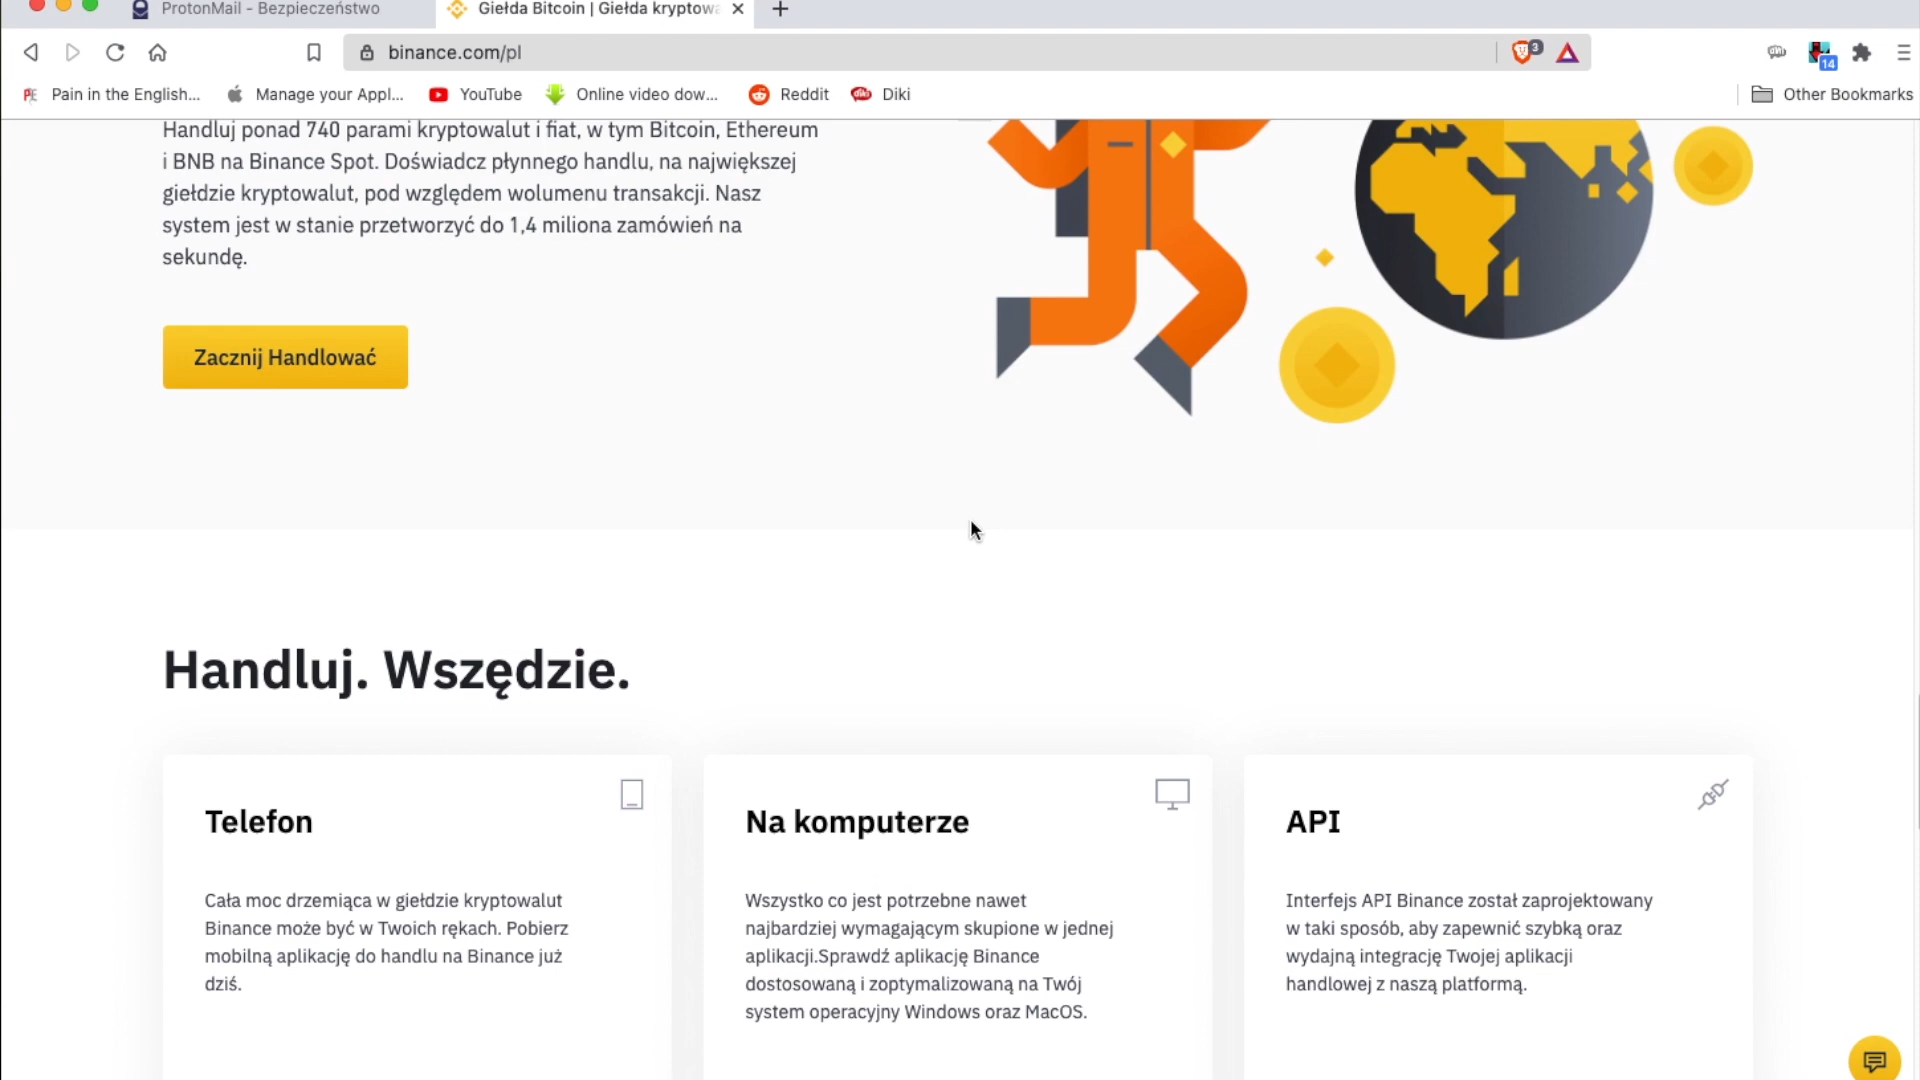 ProtonMail - Bezpieczeństwo
Giełda Bitcoin | Giełda kryptowa
binance.com/pl
3
14
Pain in the English...
Manage your Appl...
YouTube
Online video dow...
Reddit
Diki
Other Bookmarks
Handluj ponad 740 parami kryptowalut i fiat, w tym Bitcoin, Ethereum
i BNB na Binance Spot. Doświadcz płynnego handlu, na największej
giełdzie kryptowalut, pod względem wolumenu transakcji. Nasz
system jest w stanie przetworzyć do 1,4 miliona zamówień na
sekundę.
Zacznij Handlować
Handluj. Wszędzie.
Telefon
Cała moc drzemiąca w giełdzie kryptowalut
Binance może być w Twoich rękach. Pobierz
mobilną aplikację do handlu na Binance już
dziś.
Na komputerze
Wszystko co jest potrzebne nawet
najbardziej wymagającym skupione w jednej
aplikacji.Sprawdź aplikację Binance
dostosowaną i zoptymalizowaną na Twój
system operacyjny Windows oraz MacOS.
API
Interfejs API Binance został zaprojektowany
w taki sposób, aby zapewnić szybką oraz
wydajną integrację Twojej aplikacji
handlowej z naszą platformą.